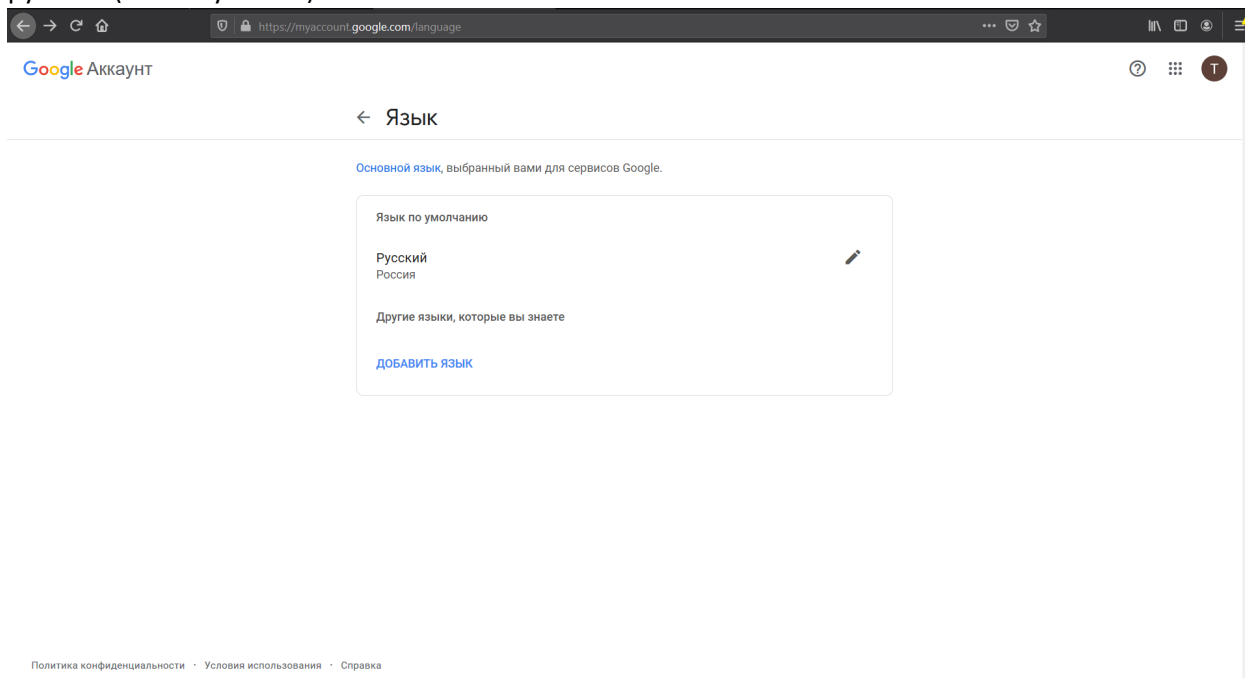 https://myaccount.google.com/language
Google Аккаунт
T
Язык
Основной язык, выбранный вами для сервисов Google.
Язык по умолчанию
Русский
Россия
Другие языки, которые вы знаете
ДОБАВИТЬ ЯЗЫК
Политика конфиденциальности · Условия использования · Справка